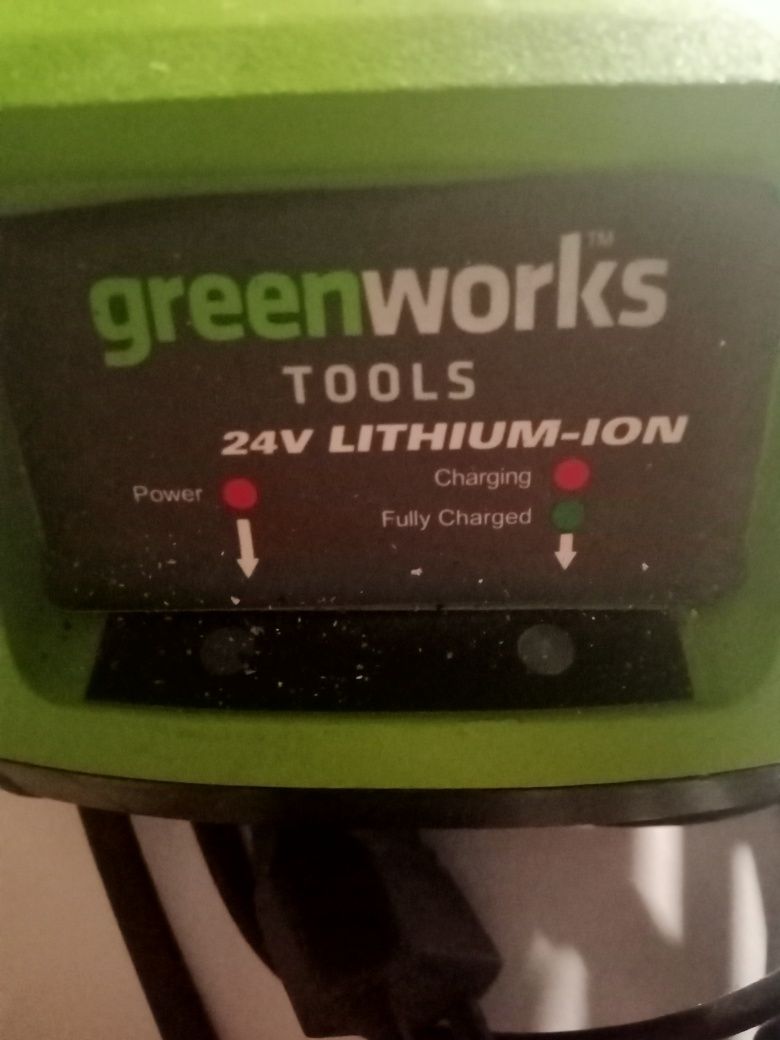 greenworks™
TOOLS
24V LITHIUM-ION
Power
Charging
Fully Charged